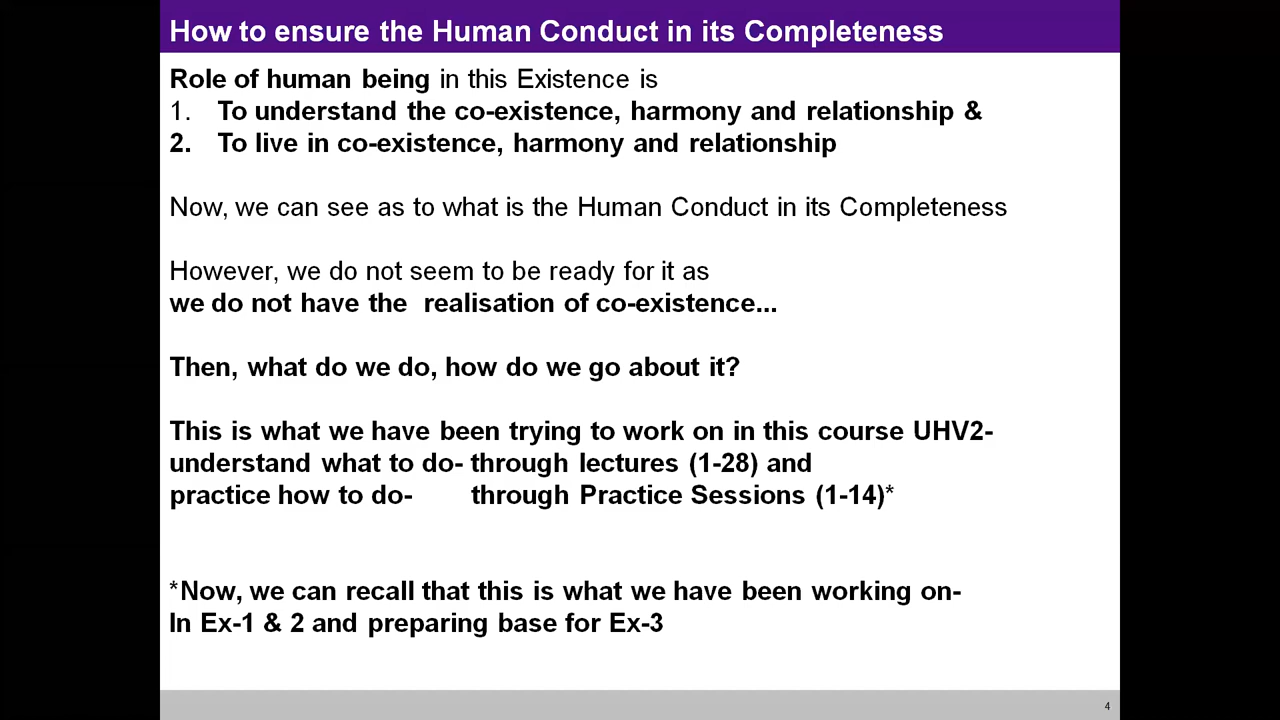 How to ensure the Human Conduct in its Completeness
Role of human being in this Existence is
1. To understand the co-existence, harmony and relationship &
2. To live in co-existence, harmony and relationship
Now, we can see as to what is the Human Conduct in its Completeness
However, we do not seem to be ready for it as
we do not have the realisation of co-existence...
Then, what do we do, how do we go about it?
This is what we have been trying to work on in this course UHV2-
understand what to do- through lectures (1-28) and
practice how to do- through Practice Sessions (1-14)*
*Now, we can recall that this is what we have been working on-
In Ex-1 & 2 and preparing base for Ex-3
4